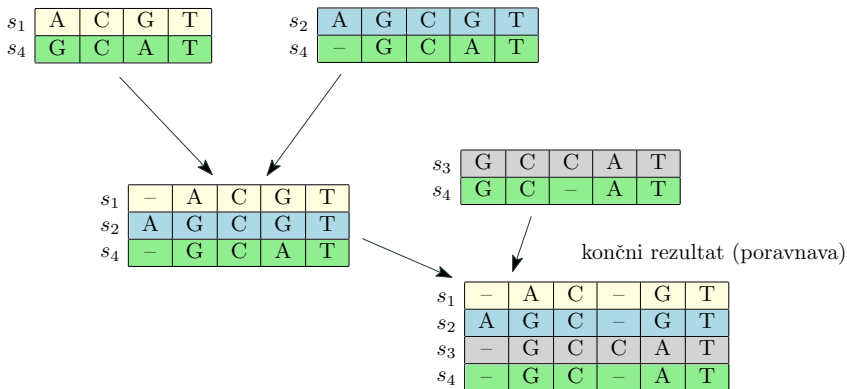 s₁ A C G T
s₄ G C A T
s₂ A G C G T
s₄ – G C A T
s₁ – A C G T
s₂ A G C G T
s₄ – G C A T
s₃ G C C A T
s₄ G C – A T
končni rezultat (poravnava)
s₁ – A C – G T
s₂ A G C – G T
s₃ – G C C A T
s₄ – G C – A T